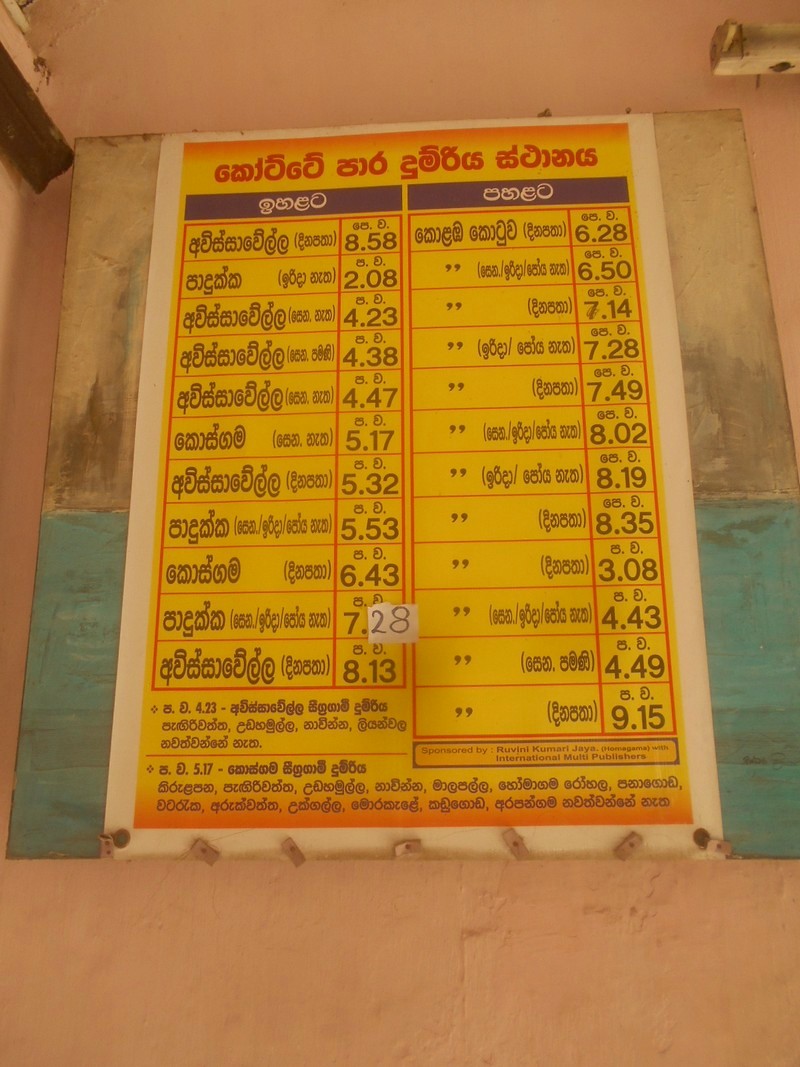 කෝට්ටේ පාර දුම්රිය ස්ථානය
ඉහළට
අවිස්සාවේල්ල (දිනපතා) පෙ. ව. 8.58
පාදුක්ක (ඉරිදා නැත) ප. ව. 2.08
අවිස්සාවේල්ල (සෙන. නැත) ප. ව. 4.23
අවිස්සාවේල්ල (සෙන. පමණි) ප. ව. 4.38
අවිස්සාවේල්ල (සෙන. නැත) ප. ව. 4.47
කොස්ගම (සෙන. නැත) ප. ව. 5.17
අවිස්සාවේල්ල (දිනපතා) ප. ව. 5.32
පාදුක්ක (සෙන./ඉරිදා/පෝය නැත) ප. ව. 5.53
කොස්ගම (දිනපතා) ප. ව. 6.43
පාදුක්ක (සෙන./ඉරිදා/පෝය නැත) ප. ව. 7.28
අවිස්සාවේල්ල (දිනපතා) ප. ව. 8.13
❖ ප. ව. 4.23 - අවිස්සාවේල්ල සීග්‍රගාමී දුම්රිය
පැඟිරිවත්ත, උඩහමුල්ල, නාවින්න, ලියන්වල
නවත්වන්නේ නැත.
❖ ප. ව. 5.17 - කොස්ගම සීග්‍රගාමී දුම්රිය
කිරුළපන, පැඟිරිවත්ත, උඩහමුල්ල, නාවින්න, මාලපල්ල, හෝමාගම රෝහල, පනාගොඩ,
වටරැක, අරුක්වත්ත, උක්ගල්ල, මොරකැළේ, කඩුගොඩ, අරපන්ගම නවත්වන්නේ නැත
පහළට
කොළඹ කොටුව (දිනපතා) පෙ. ව. 6.28
” (සෙන./ඉරිදා/පෝය නැත) පෙ. ව. 6.50
” (දිනපතා) පෙ. ව. 7.14
” (ඉරිදා/ පෝය නැත) පෙ. ව. 7.28
” (දිනපතා) පෙ. ව. 7.49
” (සෙන./ඉරිදා/පෝය නැත) පෙ. ව. 8.02
” (ඉරිදා/ පෝය නැත) පෙ. ව. 8.19
” (දිනපතා) පෙ. ව. 8.35
” (දිනපතා) ප. ව. 3.08
” (සෙන./ඉරිදා/පෝය නැත) ප. ව. 4.43
” (සෙන. පමණි) ප. ව. 4.49
” (දිනපතා) ප. ව. 9.15
Sponsored by : Ruvini Kumari Jaya. (Homagama) with
International Multi Publishers